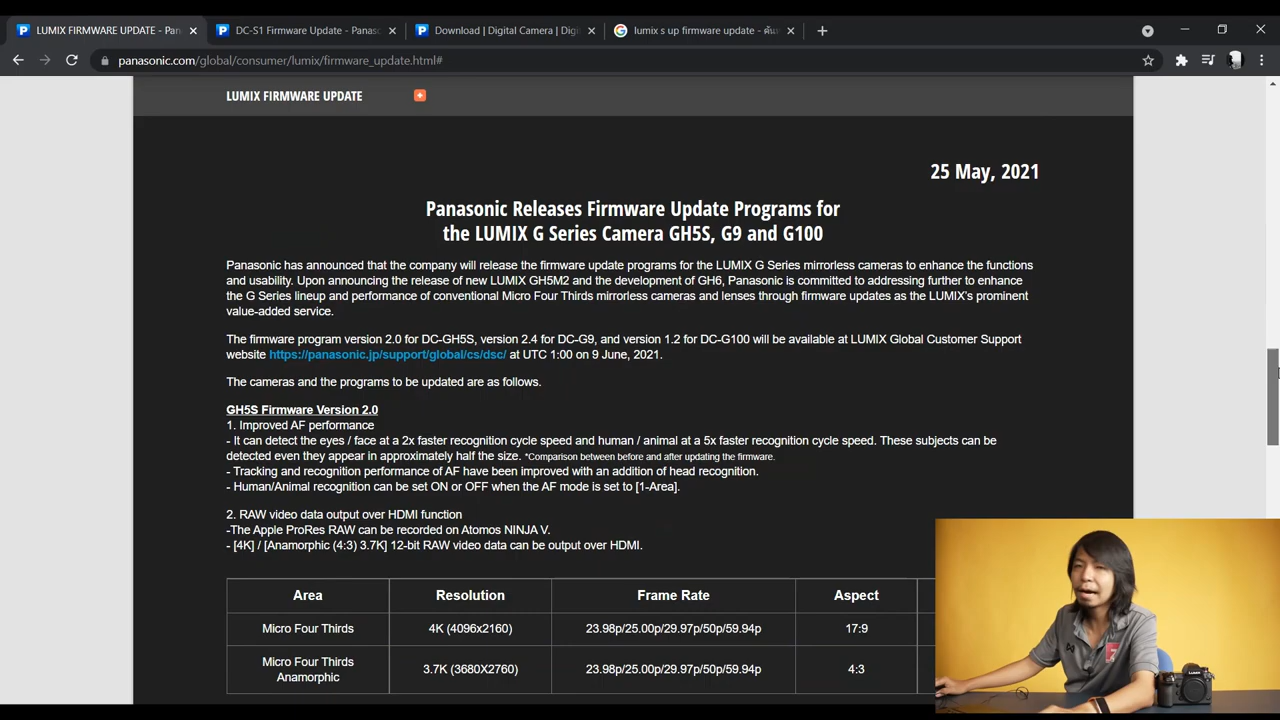 LUMIX FIRMWARE UPDATE - Pan
DC-S1 Firmware Update - Panaso
Download | Digital Camera | Digi
lumix s up firmware update - ค้น
panasonic.com/global/consumer/lumix/firmware_update.html#
LUMIX FIRMWARE UPDATE
25 May, 2021
Panasonic Releases Firmware Update Programs for
the LUMIX G Series Camera GH5S, G9 and G100
Panasonic has announced that the company will release the firmware update programs for the LUMIX G Series mirrorless cameras to enhance the functions
and usability. Upon announcing the release of new LUMIX GH5M2 and the development of GH6, Panasonic is committed to addressing further to enhance
the G Series lineup and performance of conventional Micro Four Thirds mirrorless cameras and lenses through firmware updates as the LUMIX's prominent
value-added service.
The firmware program version 2.0 for DC-GH5S, version 2.4 for DC-G9, and version 1.2 for DC-G100 will be available at LUMIX Global Customer Support
website https://panasonic.jp/support/global/cs/dsc/ at UTC 1:00 on 9 June, 2021.
The cameras and the programs to be updated are as follows.
GH5S Firmware Version 2.0
1. Improved AF performance
- It can detect the eyes / face at a 2x faster recognition cycle speed and human / animal at a 5x faster recognition cycle speed. These subjects can be
detected even they appear in approximately half the size. *Comparison between before and after updating the firmware.
- Tracking and recognition performance of AF have been improved with an addition of head recognition.
- Human/Animal recognition can be set ON or OFF when the AF mode is set to [1-Area].
2. RAW video data output over HDMI function
-The Apple ProRes RAW can be recorded on Atomos NINJA V.
- [4K] / [Anamorphic (4:3) 3.7K] 12-bit RAW video data can be output over HDMI.
Area Resolution Frame Rate Aspect
Micro Four Thirds 4K (4096x2160) 23.98p/25.00p/29.97p/50p/59.94p 17:9
Micro Four Thirds
Anamorphic 3.7K (3680X2760) 23.98p/25.00p/29.97p/50p/59.94p 4:3
LUMIX